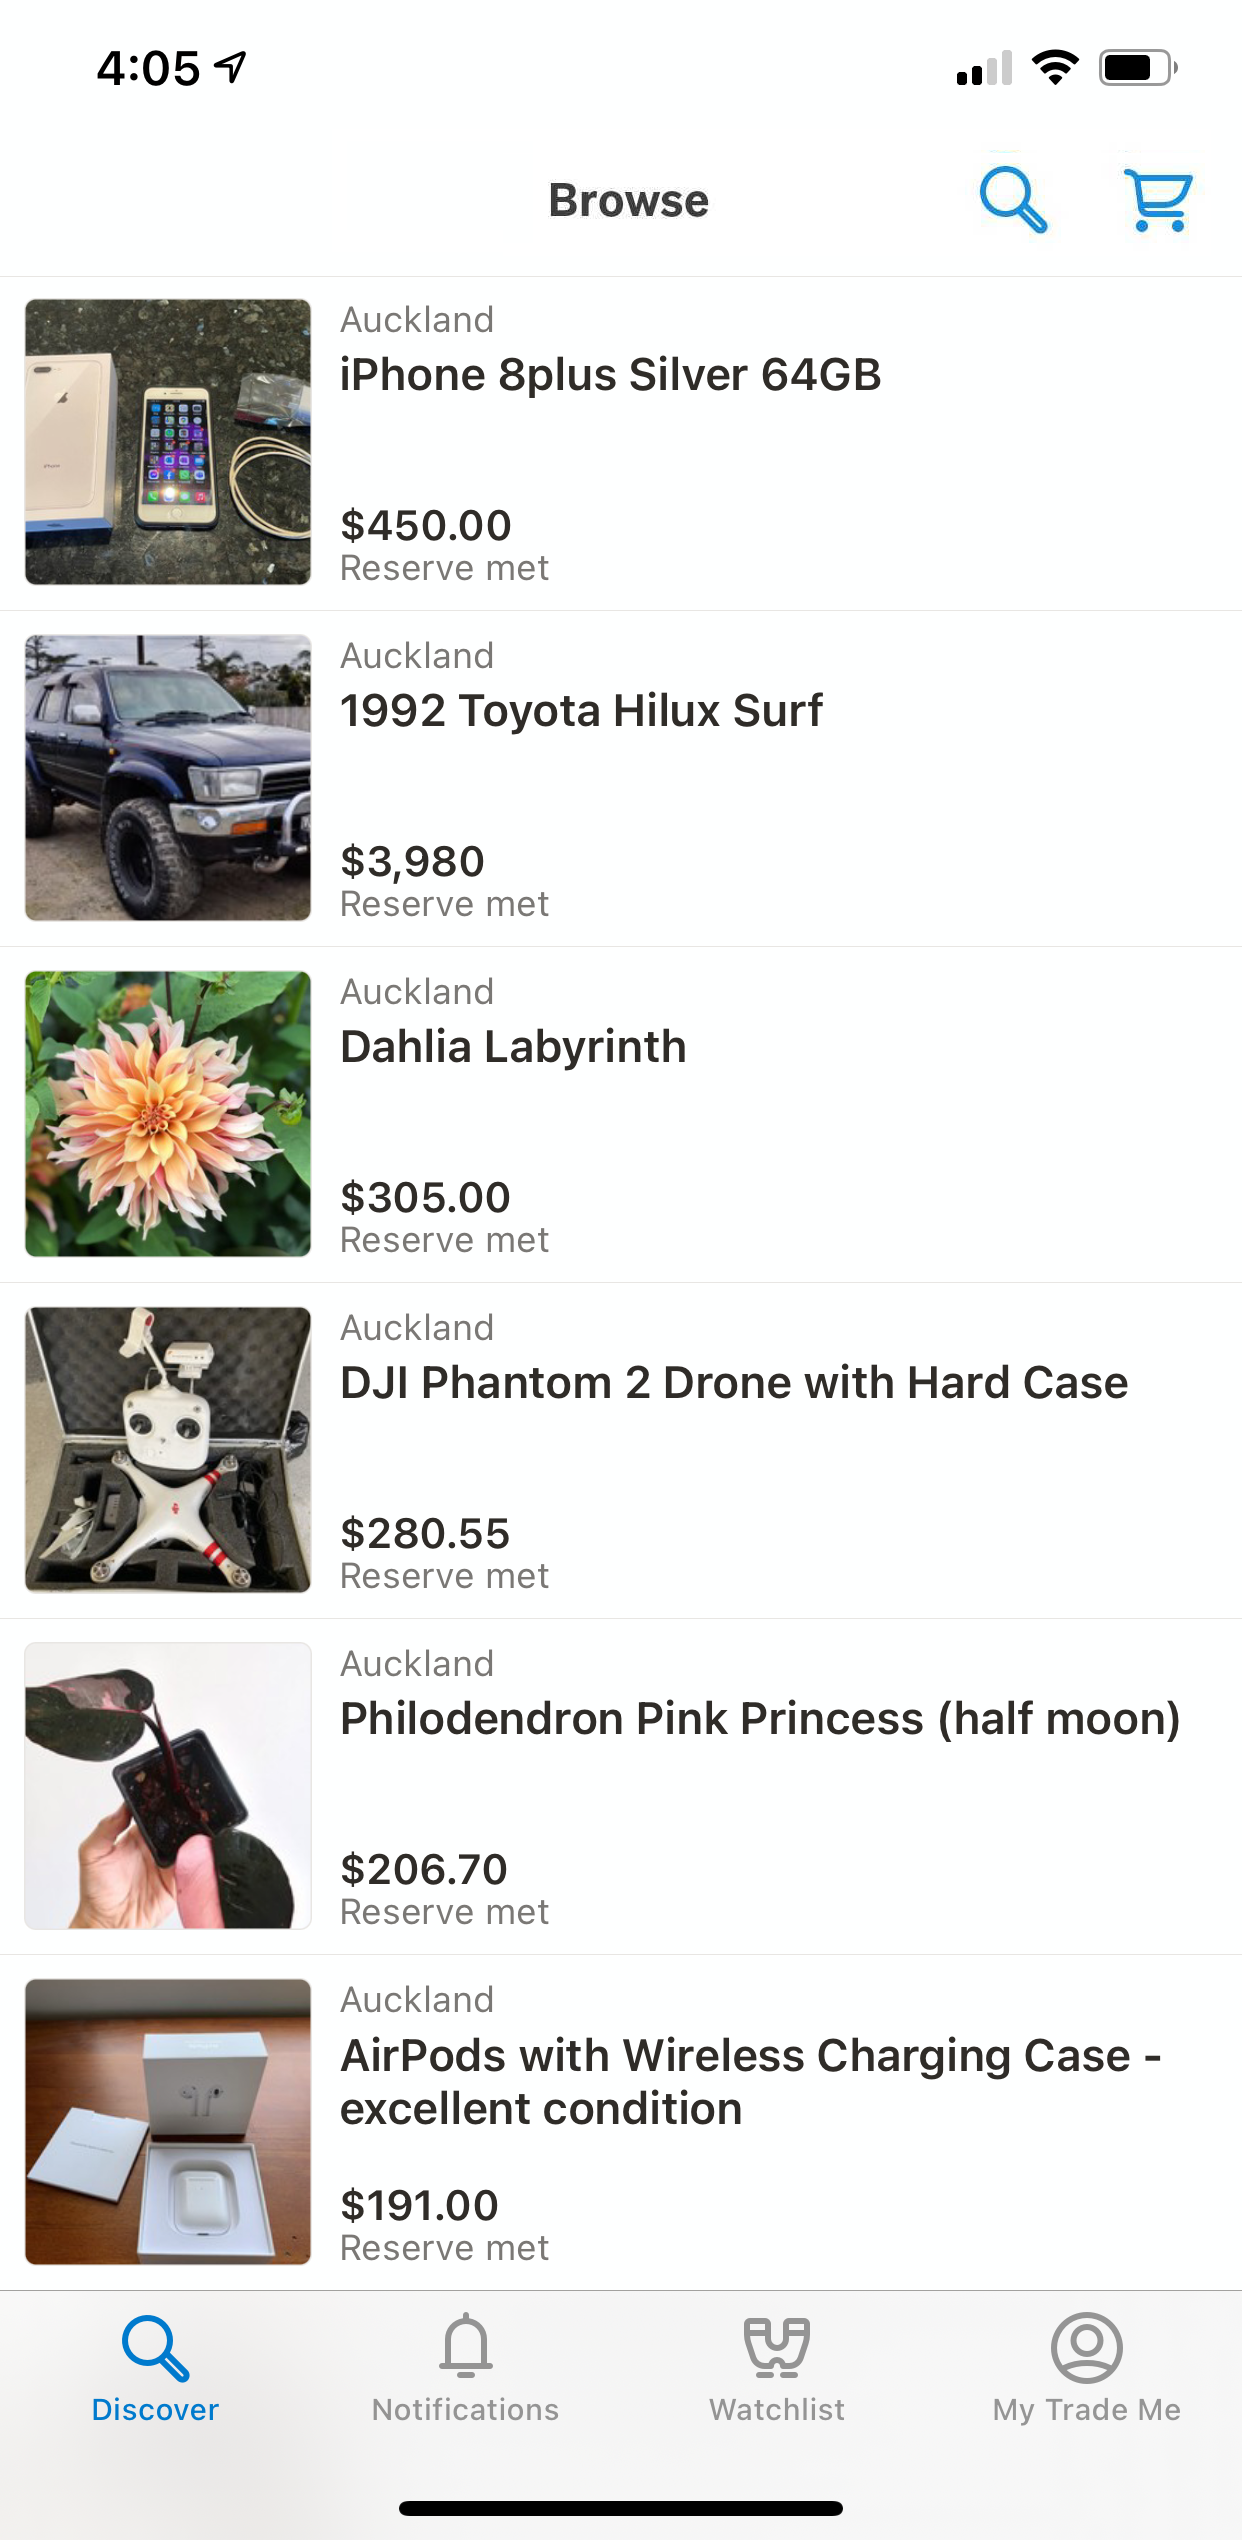 4:05
Browse
Auckland
iPhone 8plus Silver 64GB
$450.00
Reserve met
Auckland
1992 Toyota Hilux Surf
$3,980
Reserve met
Auckland
Dahlia Labyrinth
$305.00
Reserve met
Auckland
DJI Phantom 2 Drone with Hard Case
$280.55
Reserve met
Auckland
Philodendron Pink Princess (half moon)
$206.70
Reserve met
Auckland
AirPods with Wireless Charging Case -
excellent condition
$191.00
Reserve met
Discover
Notifications
Watchlist
My Trade Me